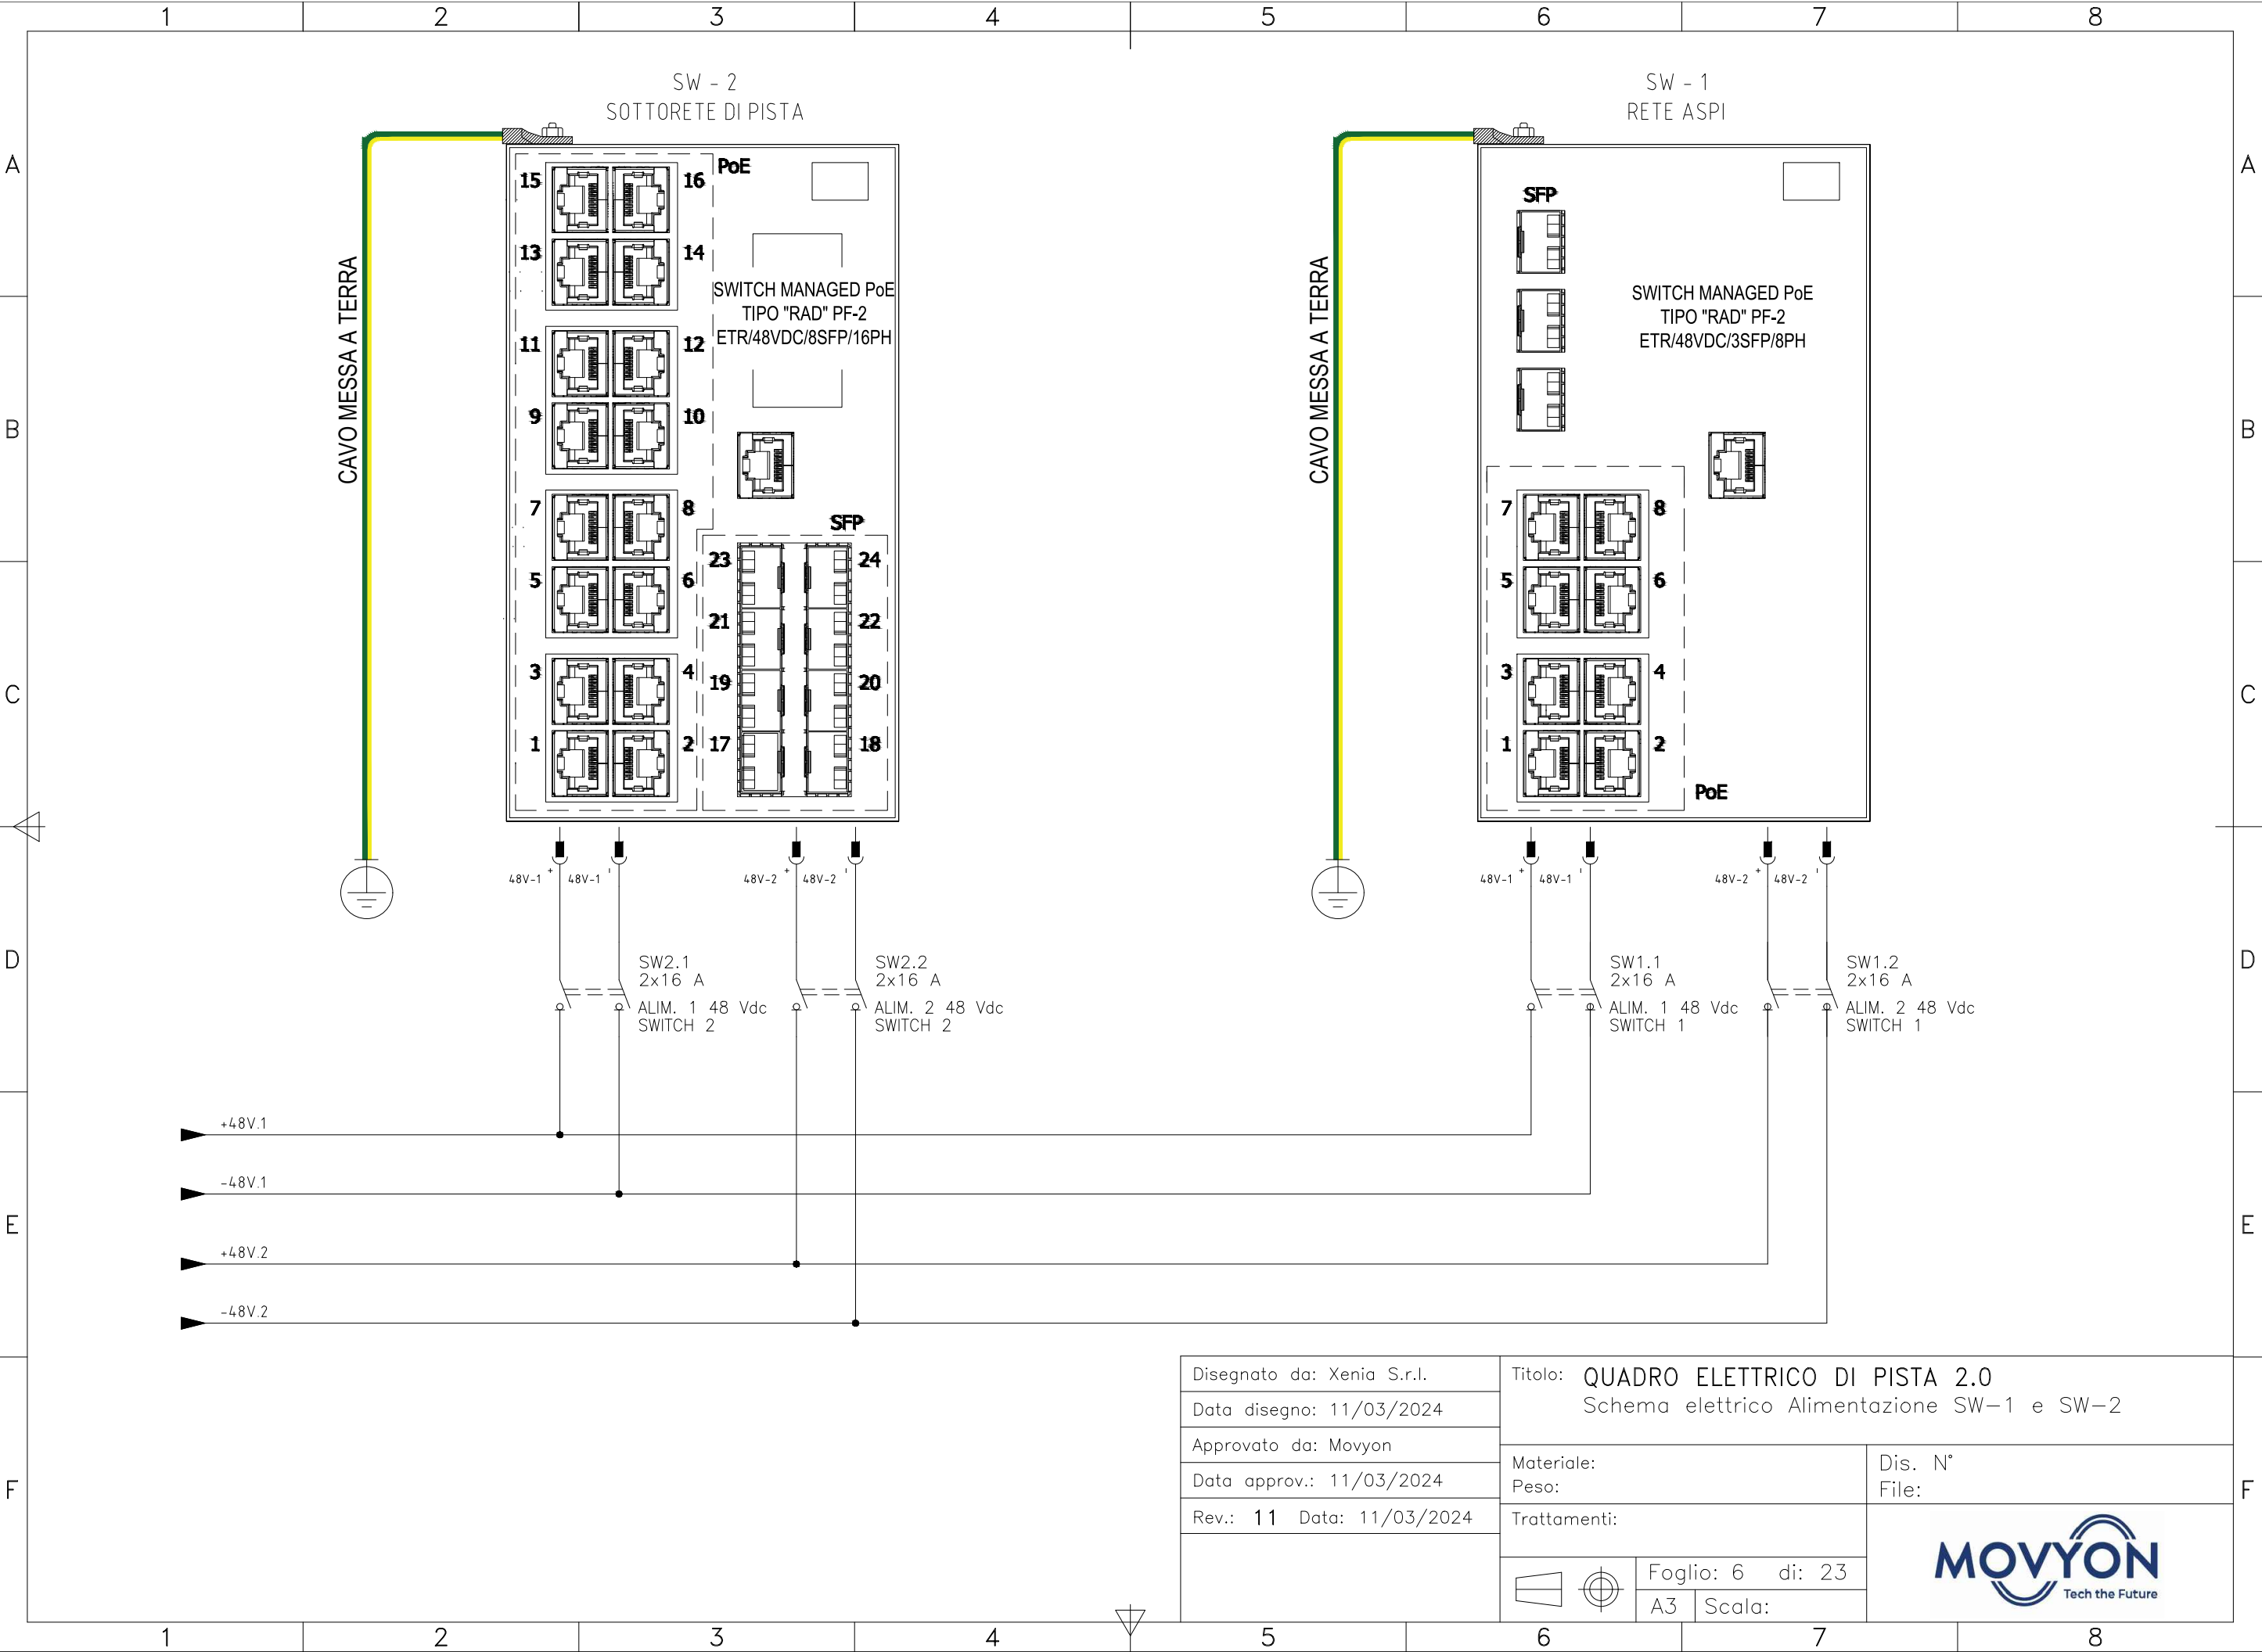 1 2 3 4 5 6 7 8
A A
B B
C C
D D
E E
F F
SW - 2
SOTTORETE DI PISTA
CAVO MESSA A TERRA
PoE
15 16
13 14
11 12
9 10
7 8
5 6
3 4
1 2
SWITCH MANAGED PoE
TIPO "RAD" PF-2
ETR/48VDC/8SFP/16PH
SFP
23 24
21 22
19 20
17 18
48V-1 + 48V-1 -
48V-2 + 48V-2 -
SW2.1
2x16 A
ALIM. 1 48 Vdc
SWITCH 2
SW2.2
2x16 A
ALIM. 2 48 Vdc
SWITCH 2
SW - 1
RETE ASPI
CAVO MESSA A TERRA
SFP
SWITCH MANAGED PoE
TIPO "RAD" PF-2
ETR/48VDC/3SFP/8PH
7 8
5 6
3 4
1 2
PoE
48V-1 + 48V-1 -
48V-2 + 48V-2 -
SW1.1
2x16 A
ALIM. 1 48 Vdc
SWITCH 1
SW1.2
2x16 A
ALIM. 2 48 Vdc
SWITCH 1
+48V.1
-48V.1
+48V.2
-48V.2
Disegnato da: Xenia S.r.l.
Data disegno: 11/03/2024
Approvato da: Movyon
Data approv.: 11/03/2024
Rev.: 11 Data: 11/03/2024
Titolo: QUADRO ELETTRICO DI PISTA 2.0
Schema elettrico Alimentazione SW-1 e SW-2
Materiale:
Peso:
Dis. N°
File:
Trattamenti:
Foglio: 6 di: 23
A3 Scala:
MOVYON
Tech the Future
1 2 3 4 5 6 7 8